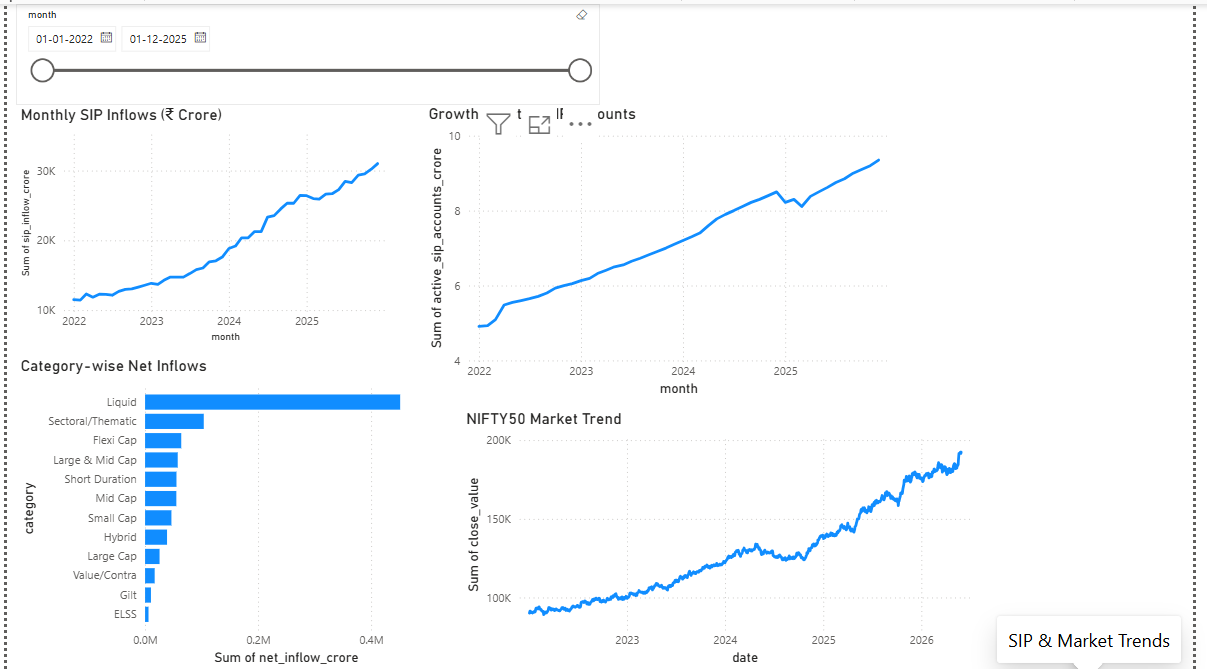 month
01-01-2022
01-12-2025
Monthly SIP Inflows (₹ Crore)
Sum of sip_inflow_crore
30K
20K
10K
2022 2023 2024 2025
month
Growth
ounts
Sum of active_sip_accounts_crore
10
8
6
4
2022 2023 2024 2025
month
Category-wise Net Inflows
category
Liquid
Sectoral/Thematic
Flexi Cap
Large & Mid Cap
Short Duration
Mid Cap
Small Cap
Hybrid
Large Cap
Value/Contra
Gilt
ELSS
0.0M 0.2M 0.4M
Sum of net_inflow_crore
NIFTY50 Market Trend
Sum of close_value
200K
150K
100K
2023 2024 2025 2026
date
SIP & Market Trends